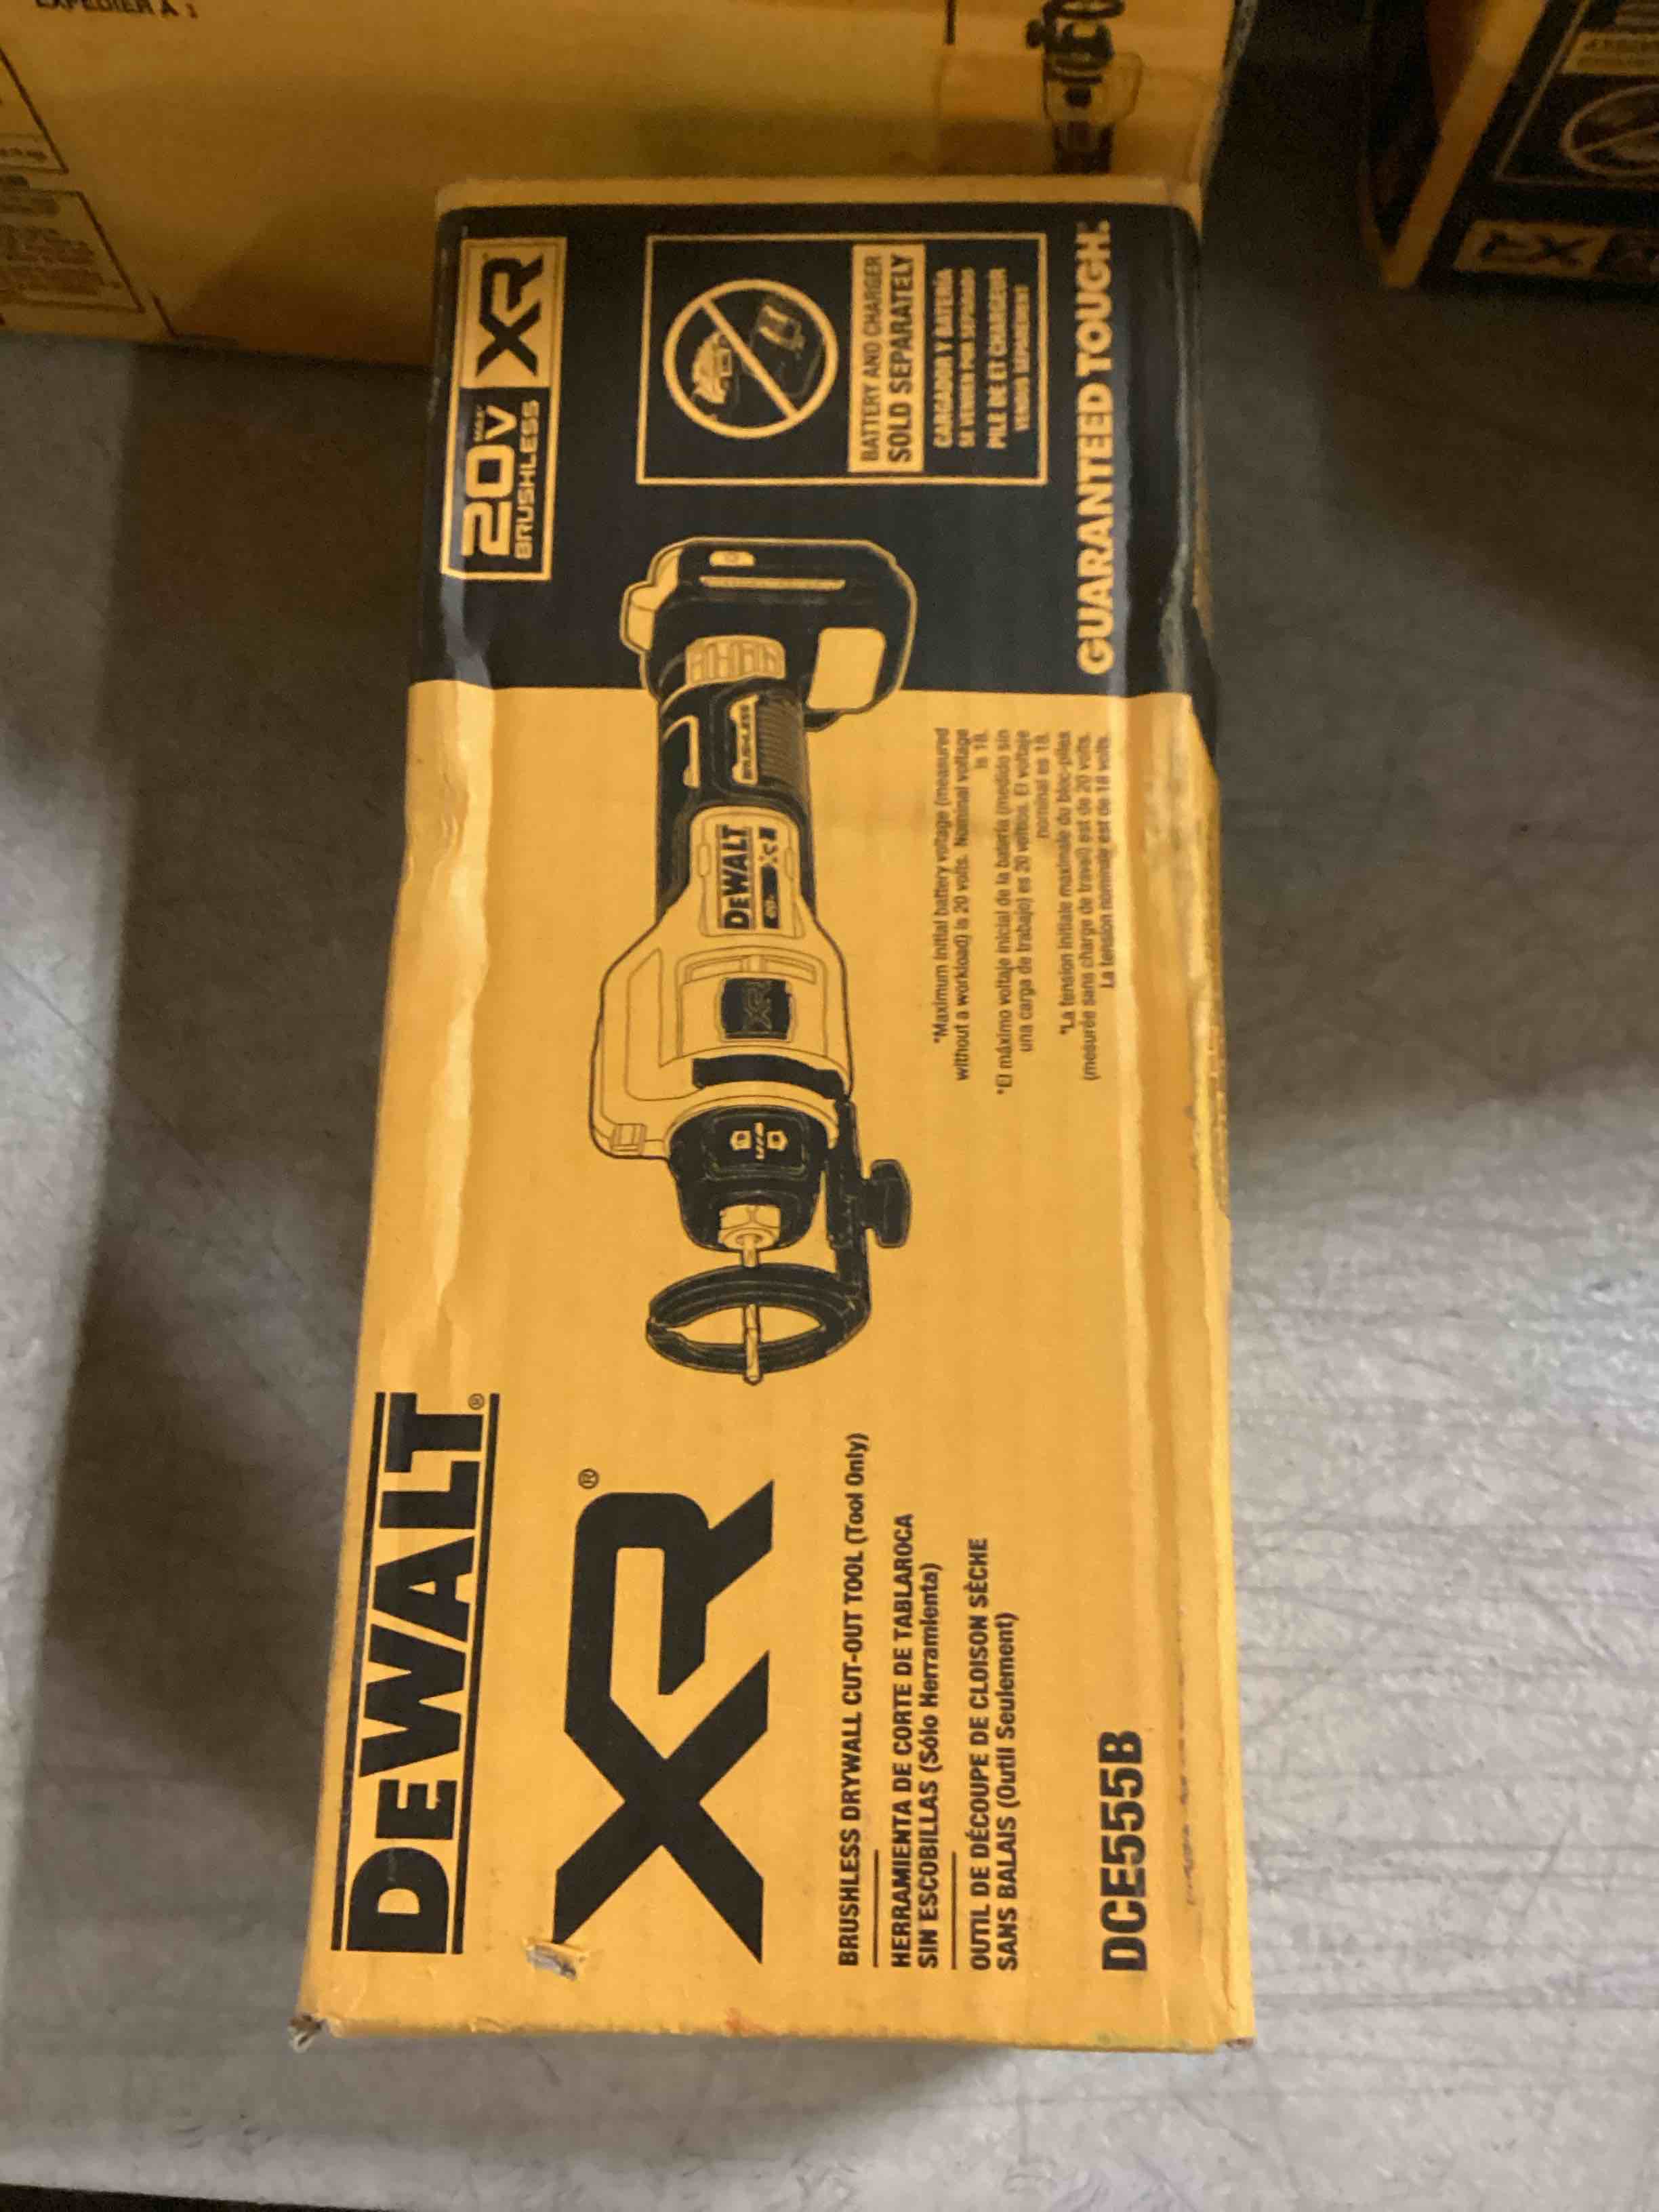 EXPÉDIER À :
DEWALT®
XR®
BRUSHLESS DRYWALL CUT-OUT TOOL (Tool Only)
HERRAMIENTA DE CORTE DE TABLAROCA
SIN ESCOBILLAS (Sólo Herramienta)
OUTIL DE DÉCOUPE DE CLOISON SÈCHE
SANS BALAIS (Outil Seulement)
DCE555B
DEWALT
XR
BRUSHLESS
*Maximum initial battery voltage (measured
without a workload) is 20 volts. Nominal voltage
is 18.
*El máximo voltaje inicial de la batería (medido sin
una carga de trabajo) es 20 voltios. El voltaje
nominal es 18.
*La tension initiale maximale du bloc-piles
(mesurée sans charge de travail) est de 20 volts.
La tension nominale est de 18 volts.
20V MAX* XR
BRUSHLESS
BATTERY AND CHARGER
SOLD SEPARATELY
CARGADOR Y BATERÍA
SE VENDEN POR SEPARADO
PILE DE ET CHARGEUR
VENDUS SÉPARÉMENT
GUARANTEED TOUGH.
XR